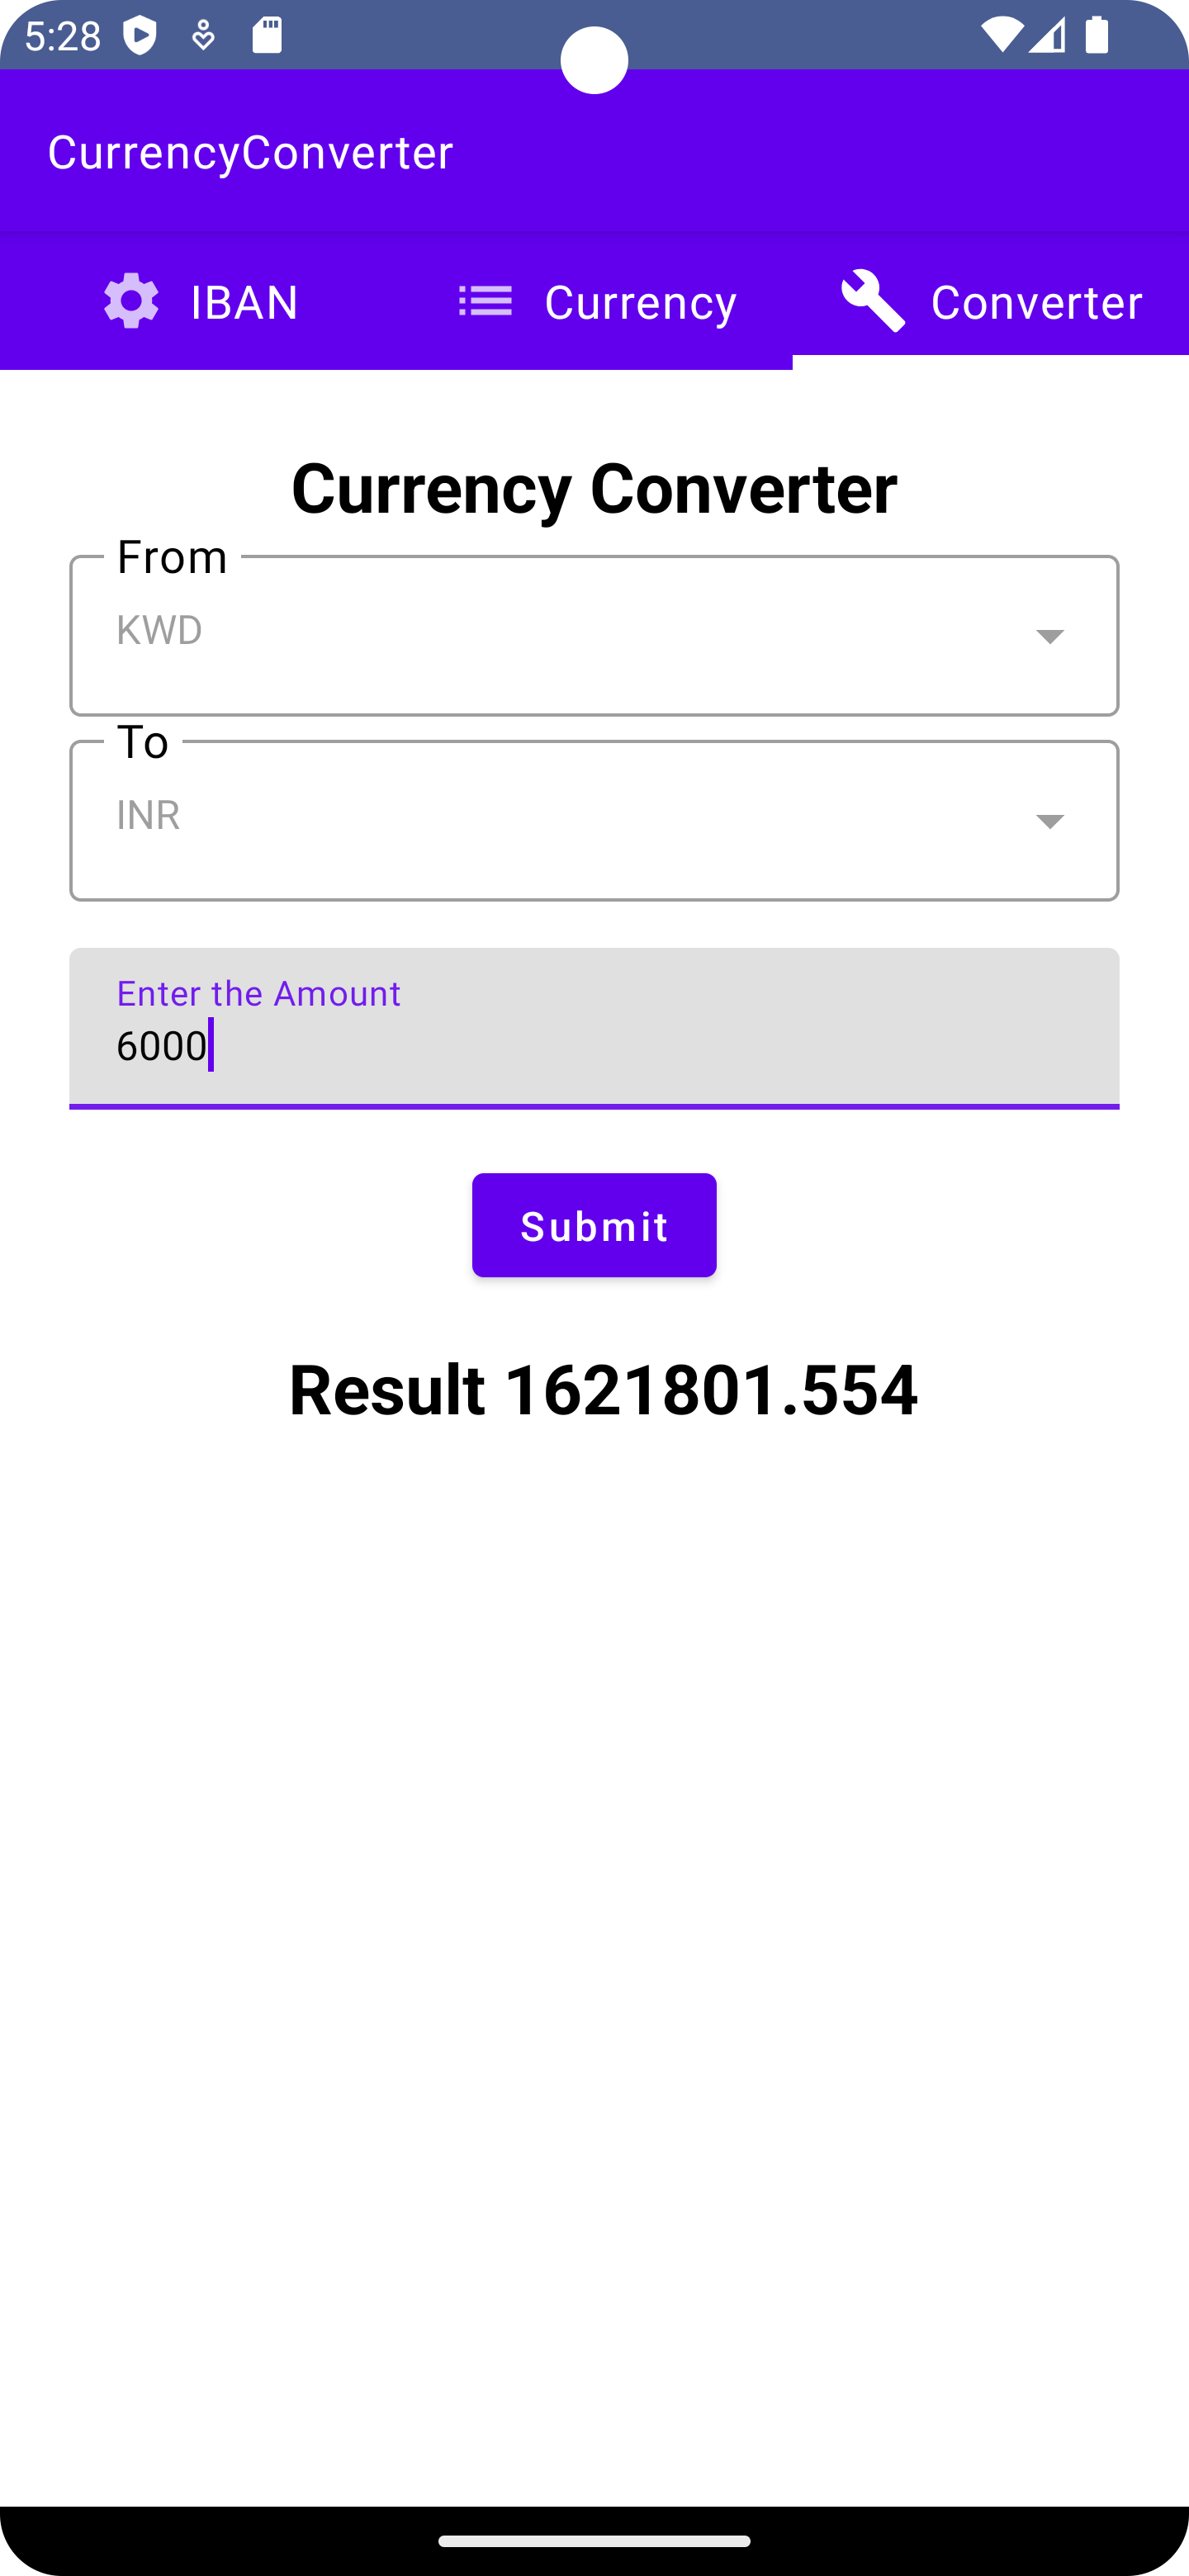 5:28
CurrencyConverter
IBAN Currency Converter
Currency Converter
From
KWD
To
INR
Enter the Amount
6000
Submit
Result 1621801.554